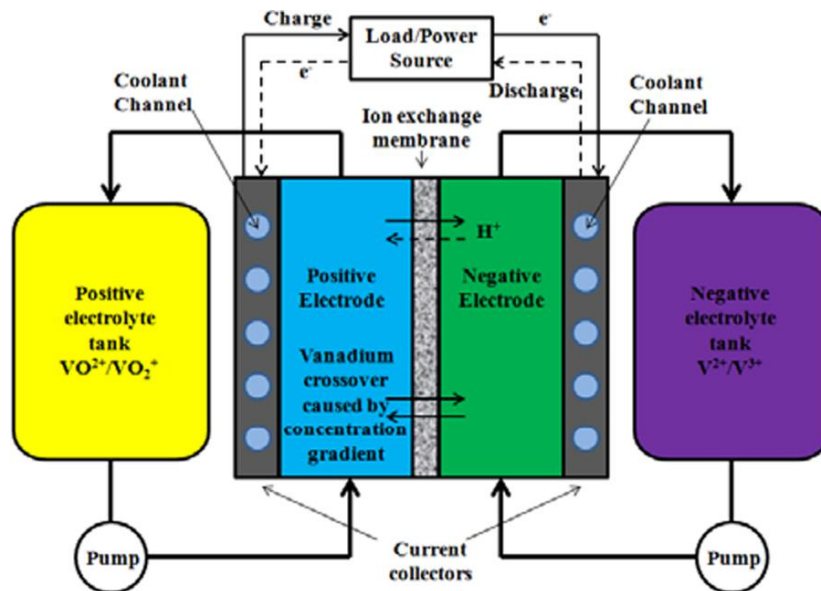 Charge
e-
Load/Power
Source
e-
Discharge
Coolant
Channel
Ion exchange
membrane
Coolant
Channel
H+
Positive
electrolyte
tank
VO2+/VO2+
Positive
Electrode
Negative
Electrode
Negative
electrolyte
tank
V2+/V3+
Vanadium
crossover
caused by
concentration
gradient
Pump
Current
collectors
Pump